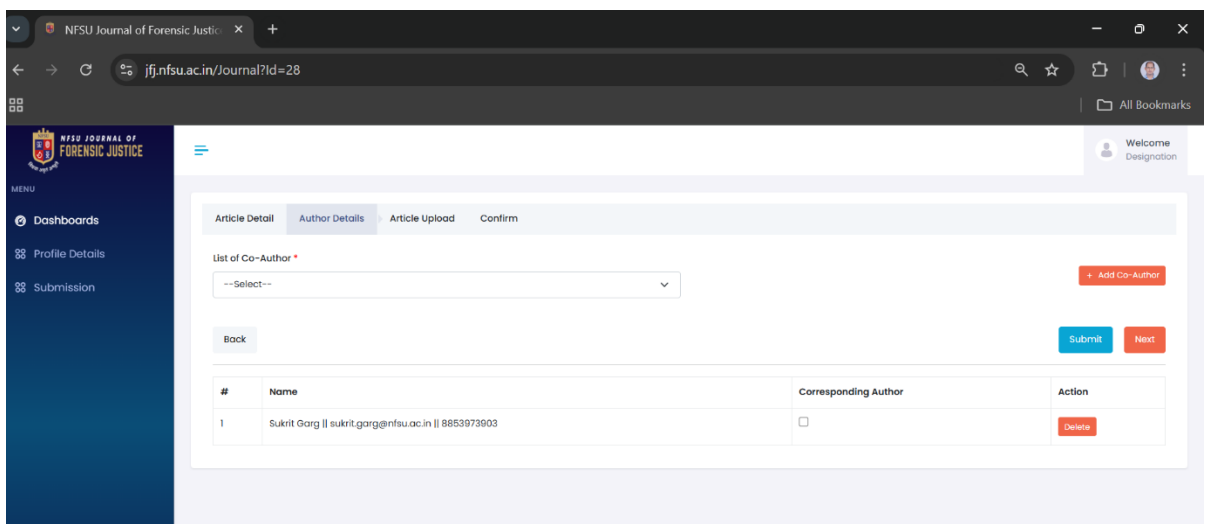 NFSU Journal of Forensic Justic
jfj.nfsu.ac.in/Journal?Id=28
All Bookmarks
NFSU JOURNAL OF
FORENSIC JUSTICE
Welcome
Designation
MENU
Dashboards
Profile Details
Submission
Article Detail Author Details Article Upload Confirm
List of Co-Author *
--Select--
+ Add Co-Author
Back Submit Next
# Name Corresponding Author Action
1 Sukrit Garg || sukrit.garg@nfsu.ac.in || 8853973903 Delete